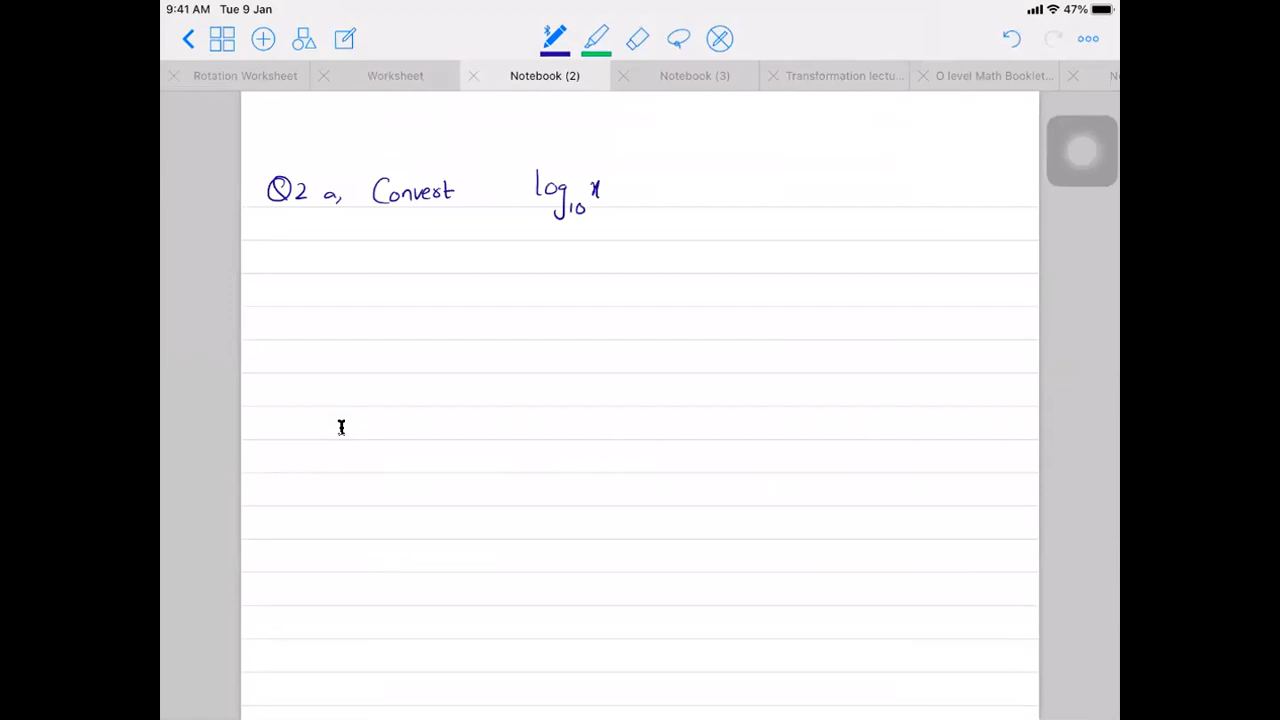 9:41 AM Tue 9 Jan 47%
Rotation Worksheet Worksheet Notebook (2) Notebook (3) Transformation lectu... O level Math Booklet...
Q2 a, Convert log₁₀ x